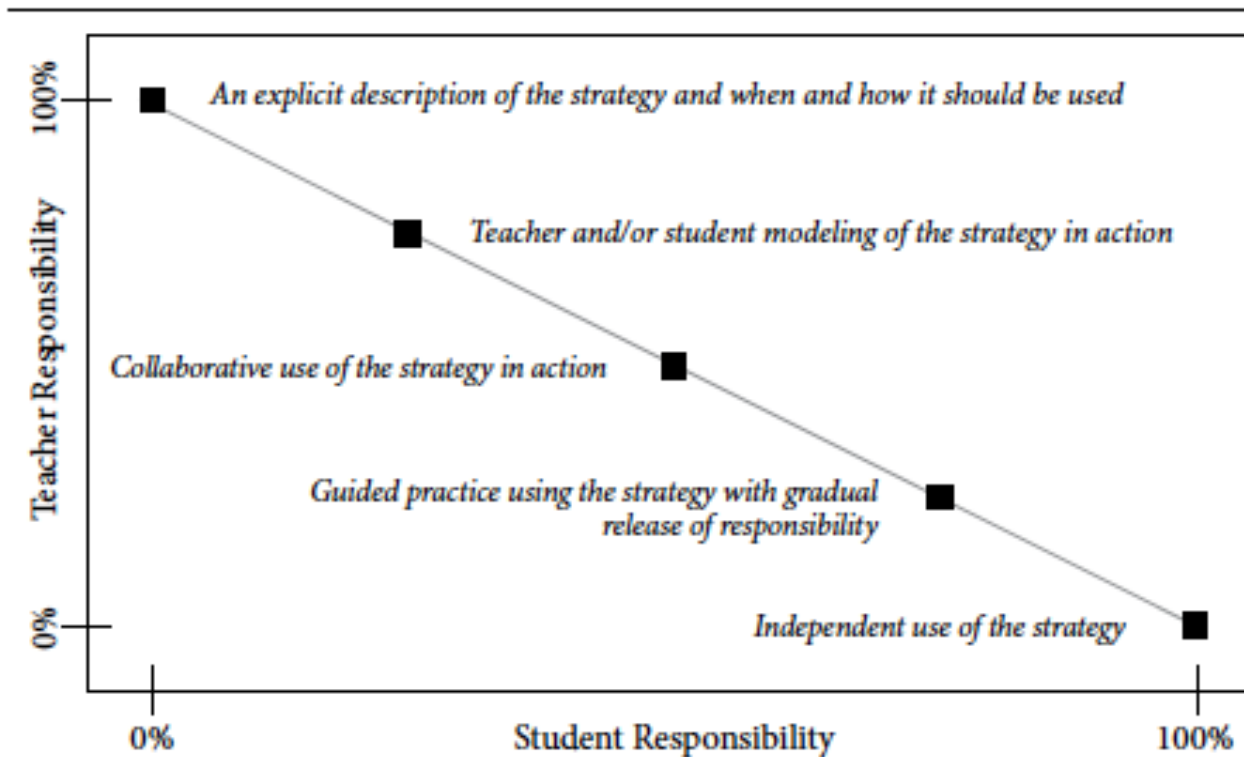 100%
An explicit description of the strategy and when and how it should be used
Teacher and/or student modeling of the strategy in action
Teacher Responsibility
Collaborative use of the strategy in action
Guided practice using the strategy with gradual
release of responsibility
0%
Independent use of the strategy
0%
Student Responsibility
100%